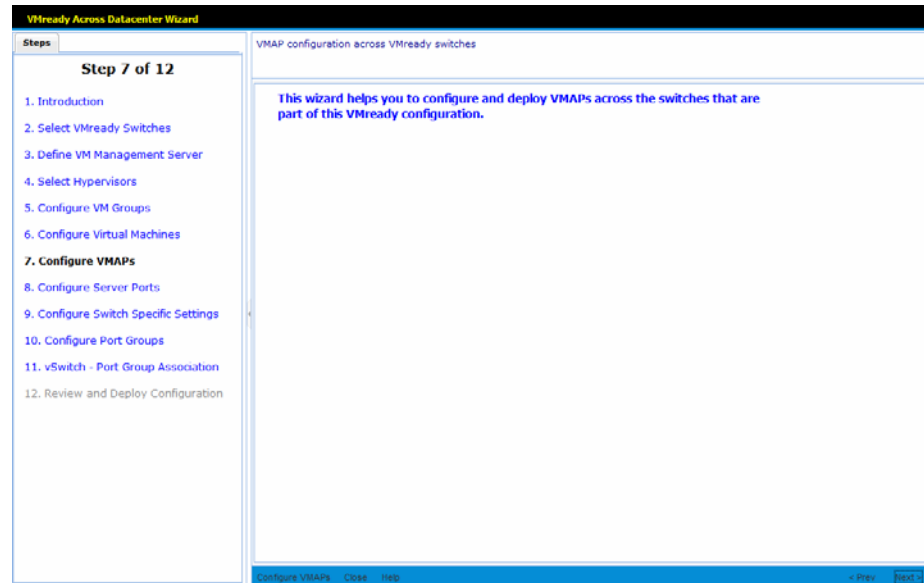 VMready Across Datacenter Wizard
Steps
Step 7 of 12
1. Introduction
2. Select VMready Switches
3. Define VM Management Server
4. Select Hypervisors
5. Configure VM Groups
6. Configure Virtual Machines
7. Configure VMAPs
8. Configure Server Ports
9. Configure Switch Specific Settings
10. Configure Port Groups
11. vSwitch - Port Group Association
12. Review and Deploy Configuration
VMAP configuration across VMready switches
This wizard helps you to configure and deploy VMAPs across the switches that are
part of this VMready configuration.
Configure VMAPs Close Help < Prev Next >